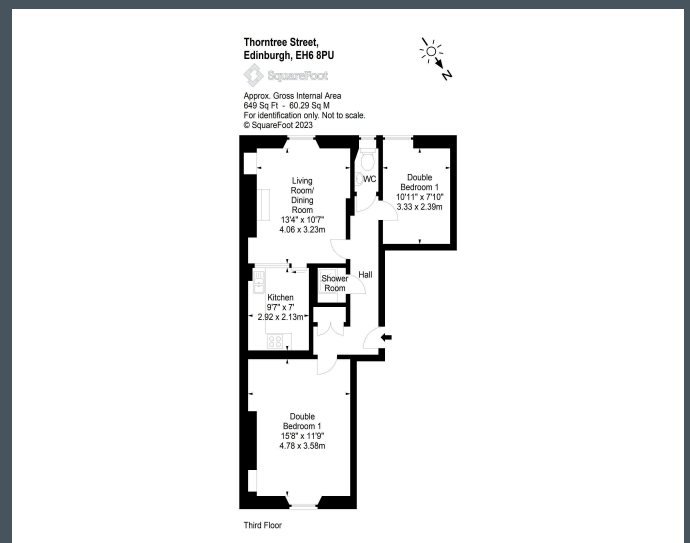 Thorntree Street,
Edinburgh, EH6 8PU
SquareFoot
Approx. Gross Internal Area
649 Sq Ft - 60.29 Sq M
For identification only. Not to scale.
© SquareFoot 2023
N
Living
Room/
Dining
Room
13'4" x 10'7"
4.06 x 3.23m
WC
Double
Bedroom 1
10'11" x 7'10"
3.33 x 2.39m
Hall
Shower
Room
Kitchen
9'7" x 7'
2.92 x 2.13m
Double
Bedroom 1
15'8" x 11'9"
4.78 x 3.58m
Third Floor